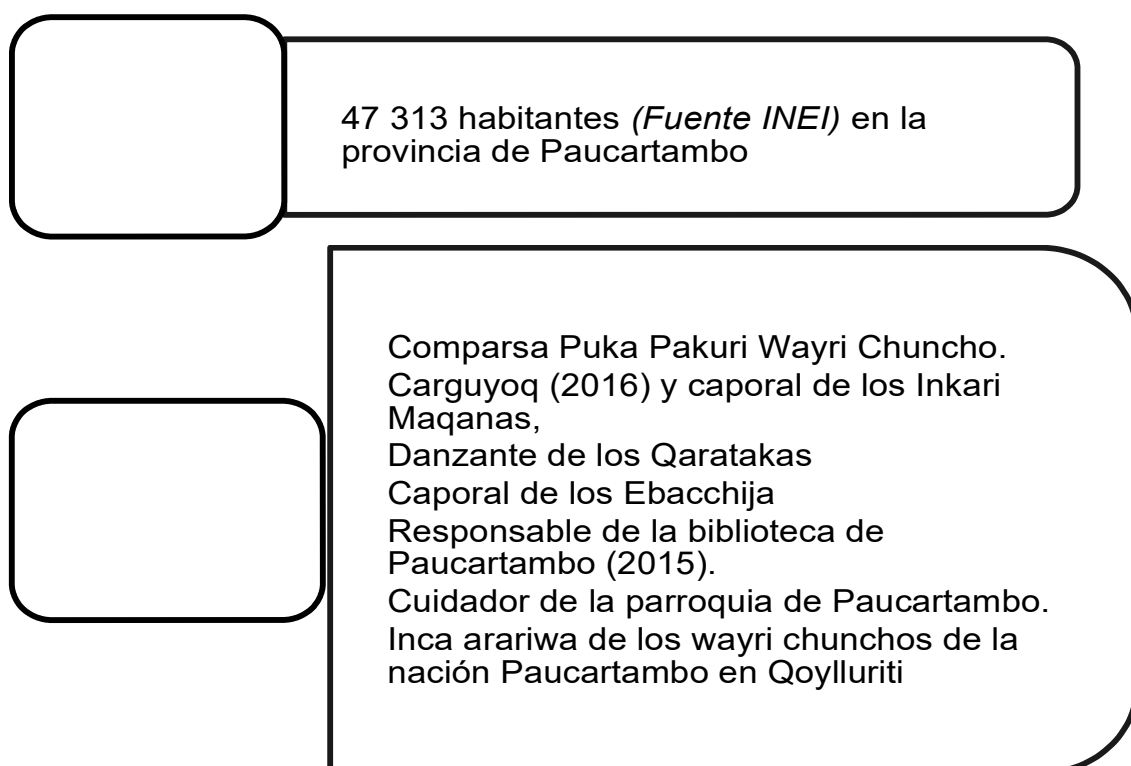 47 313 habitantes (Fuente INEI) en la
provincia de Paucartambo
Comparsa Puka Pakuri Wayri Chuncho.
Carguyoq (2016) y caporal de los Inkari
Maqanas,
Danzante de los Qaratakas
Caporal de los Ebacchija
Responsable de la biblioteca de
Paucartambo (2015).
Cuidador de la parroquia de Paucartambo.
Inca arariwa de los wayri chunchos de la
nación Paucartambo en Qoylluriti